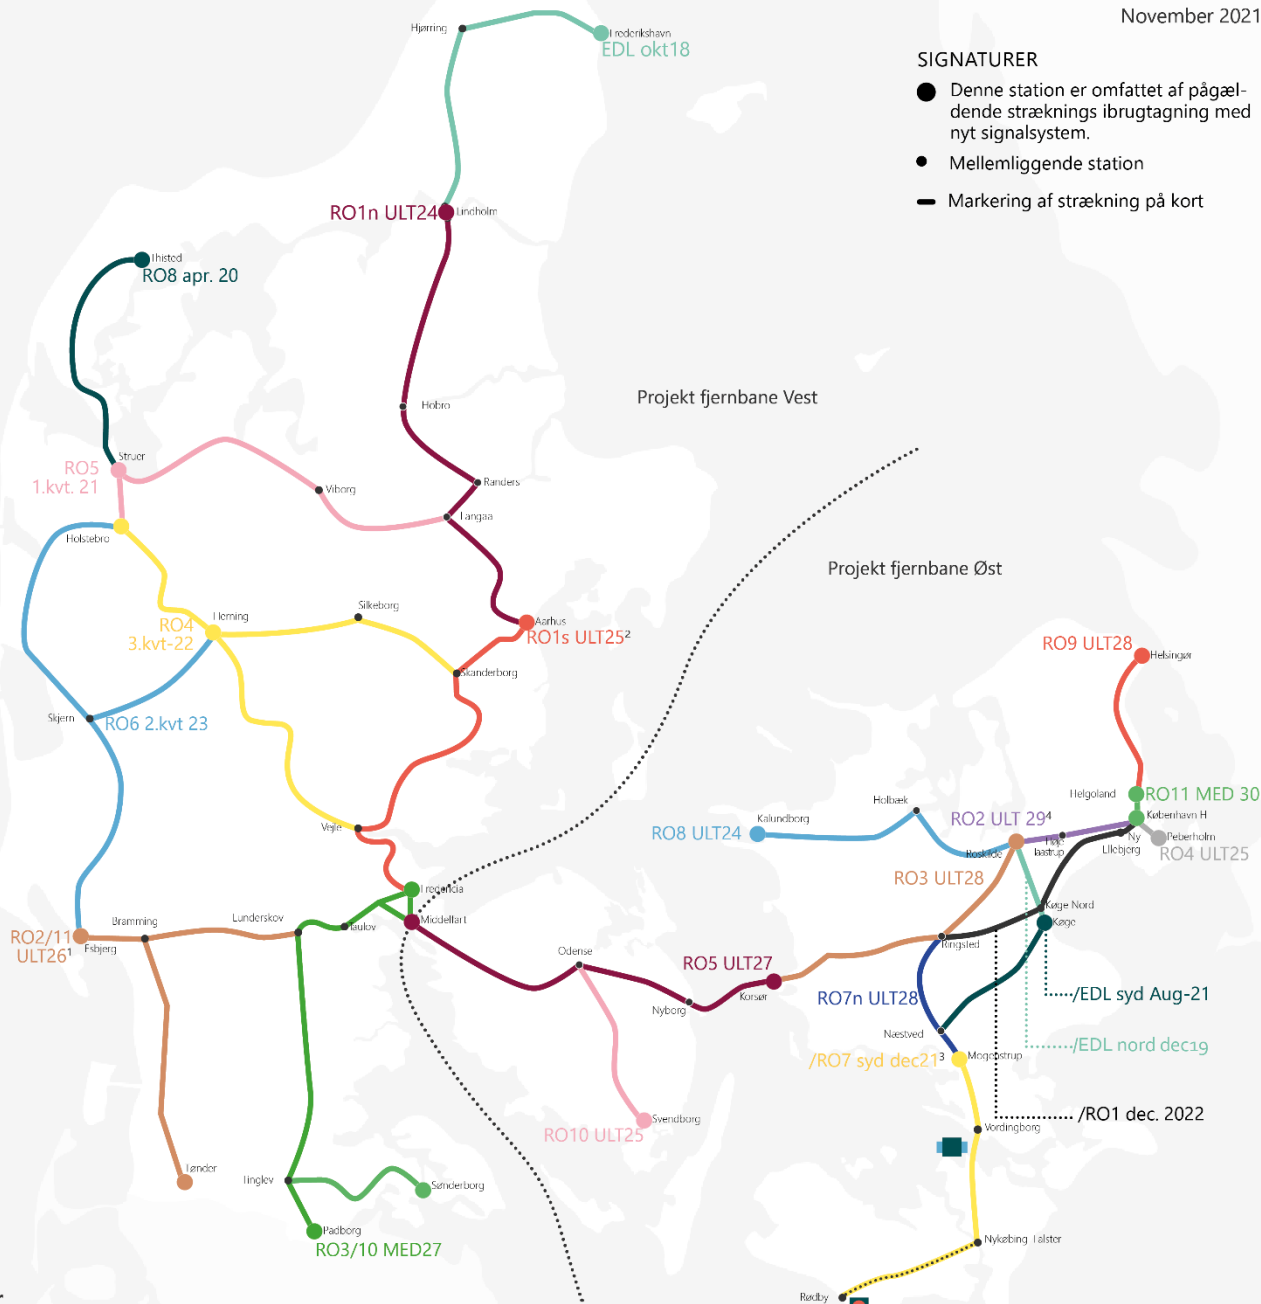 November 2021
SIGNATURER
Denne station er omfattet af pågæl-
dende stræknings ibrugtagning med
nyt signalsystem.
Mellemliggende station
Markering af strækning på kort
Hjørring
Frederikshavn
EDL okt18
RO1n ULT24
Lindholm
Thisted
RO8 apr. 20
Hobro
Projekt fjernbane Vest
Struer
RO5
1.kvt. 21
Viborg
Randers
Langaa
Holstebro
Projekt fjernbane Øst
Silkeborg
Herning
RO4
3.kvt-22
Aarhus
RO1s ULT25²
Skanderborg
RO9 ULT28
Helsingør
Skjern
RO6 2.kvt 23
Helgoland
RO11 MED 30
Holbæk
Kalundborg
RO8 ULT24
RO2 ULT 29⁴
København H
Vejle
Høje
Taastrup
Ny
Ellebjerg
Peberholm
RO4 ULT25
Roskilde
RO3 ULT28
Fredericia
Køge Nord
Køge
Bramming
Lunderskov
Taulov
Middelfart
RO2/11
ULT26¹
Esbjerg
Odense
RO5 ULT27
Korsør
Nyborg
Ringsted
RO7n ULT28
/EDL syd Aug-21
Næstved
/EDL nord dec19
/RO7 syd dec21³
Mogenstrup
/RO1 dec. 2022
Svendborg
RO10 ULT25
Vordingborg
Tønder
Tinglev
Sønderborg
Padborg
RO3/10 MED27
Nykøbing Falster
Rødby